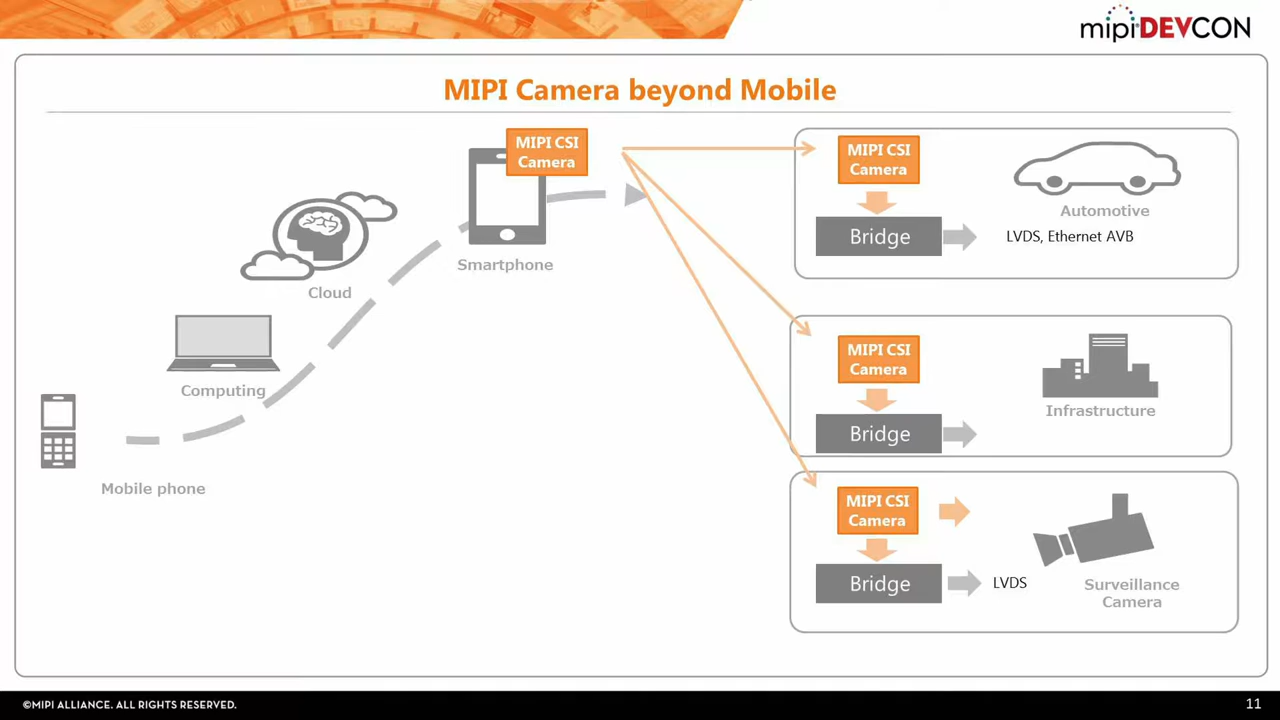 mipi DEVCON
MIPI Camera beyond Mobile
MIPI CSI
Camera
Smartphone
Cloud
Computing
Mobile phone
MIPI CSI
Camera
Bridge
Automotive
LVDS, Ethernet AVB
MIPI CSI
Camera
Bridge
Infrastructure
MIPI CSI
Camera
Bridge
LVDS
Surveillance
Camera
©MIPI ALLIANCE. ALL RIGHTS RESERVED.
11